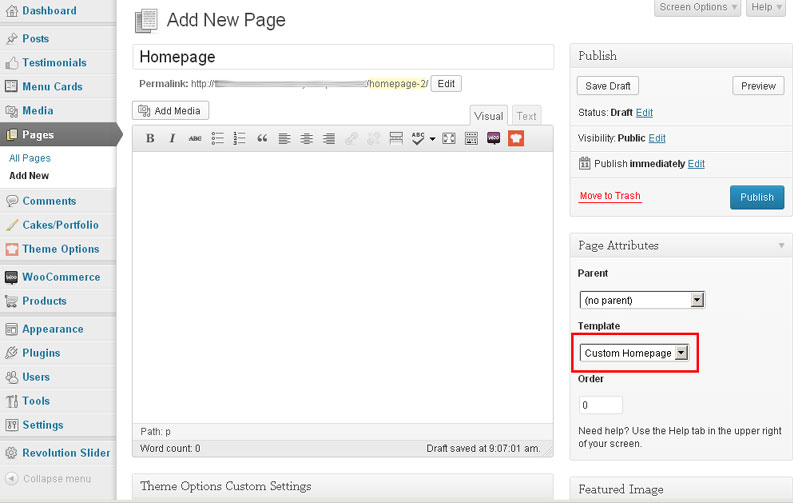 Dashboard
Posts
Testimonials
Menu Cards
Media
Pages
All Pages
Add New
Comments
Cakes/Portfolio
Theme Options
WooCommerce
Products
Appearance
Plugins
Users
Tools
Settings
Revolution Slider
Collapse menu
Screen Options
Help
Add New Page
Homepage
Permalink: http://
/homepage-2/ Edit
Add Media
Visual Text
B I ABC ABC
woo
Path: p
Word count: 0 Draft saved at 9:07:01 am.
Theme Options Custom Settings
Publish
Save Draft Preview
Status: Draft Edit
Visibility: Public Edit
11 Publish immediately Edit
Move to Trash Publish
Page Attributes
Parent
(no parent)
Template
Custom Homepage
Order
0
Need help? Use the Help tab in the upper right
of your screen.
Featured Image